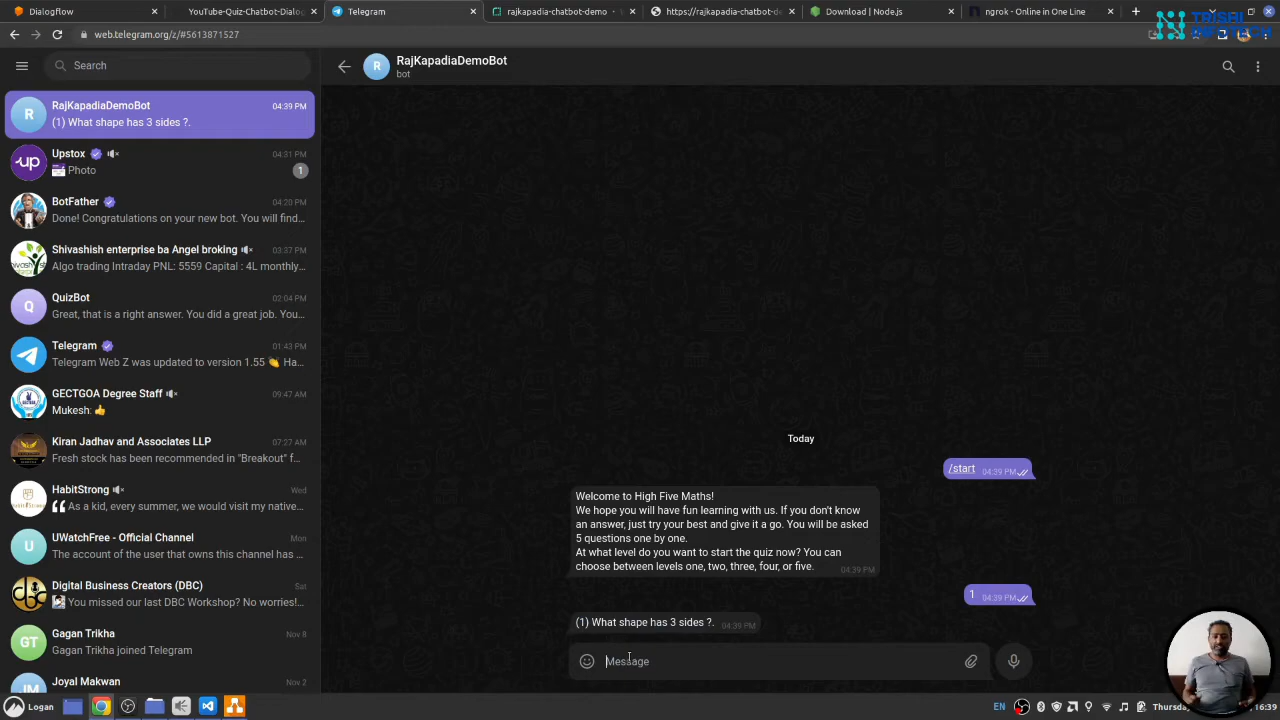 Dialogflow
YouTube-Quiz-Chatbot-Dialo
Telegram
rajkapadia-chatbot-demo
https://rajkapadia-chatbot-de
Download | Node.js
ngrok - Online in One Line
TRISHI
INFOTECH
web.telegram.org/z/#5613871527
Search
RajKapadiaDemoBot
bot
RajKapadiaDemoBot 04:39 PM
(1) What shape has 3 sides ?.
Upstox 04:31 PM
Photo 1
BotFather 04:20 PM
Done! Congratulations on your new bot. You will find…
Shivashish enterprise ba Angel broking 03:37 PM
Algo trading Intraday PNL: 5559 Capital : 4L monthly…
QuizBot 02:04 PM
Great, that is a right answer. You did a great job. You…
Telegram 01:43 PM
Telegram Web Z was updated to version 1.55 👏 Ha…
GECTGOA Degree Staff 09:47 AM
Mukesh: 👍
Kiran Jadhav and Associates LLP 07:27 AM
Fresh stock has been recommended in "Breakout" f…
HabitStrong Wed
As a kid, every summer, we would visit my native…
UWatchFree - Official Channel Mon
The account of the user that owns this channel has …
Digital Business Creators (DBC) Sat
You missed our last DBC Workshop? No worries!…
Gagan Trikha Nov 8
Gagan Trikha joined Telegram
Joyal Makwan Nov 2
Today
/start 04:39 PM
Welcome to High Five Maths!
We hope you will have fun learning with us. If you don't know
an answer, just try your best and give it a go. You will be asked
5 questions one by one.
At what level do you want to start the quiz now? You can
choose between levels one, two, three, four, or five. 04:39 PM
1 04:39 PM
(1) What shape has 3 sides ?. 04:39 PM
Message
Logan
EN
16:39